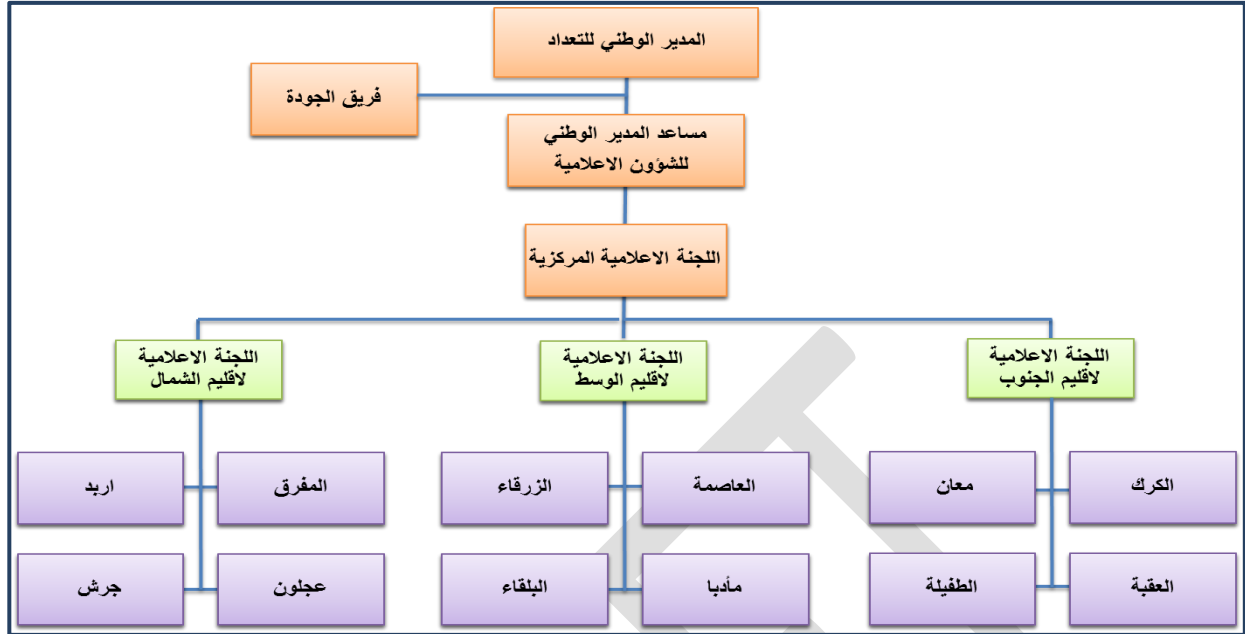 المدير الوطني للتعداد
فريق الجودة
مساعد المدير الوطني
للشؤون الاعلامية
اللجنة الاعلامية المركزية
اللجنة الاعلامية
لاقليم الجنوب
اللجنة الاعلامية
لاقليم الوسط
اللجنة الاعلامية
لاقليم الشمال
الكرك
معان
العاصمة
الزرقاء
المفرق
اربد
العقبة
الطفيلة
مأدبا
البلقاء
عجلون
جرش